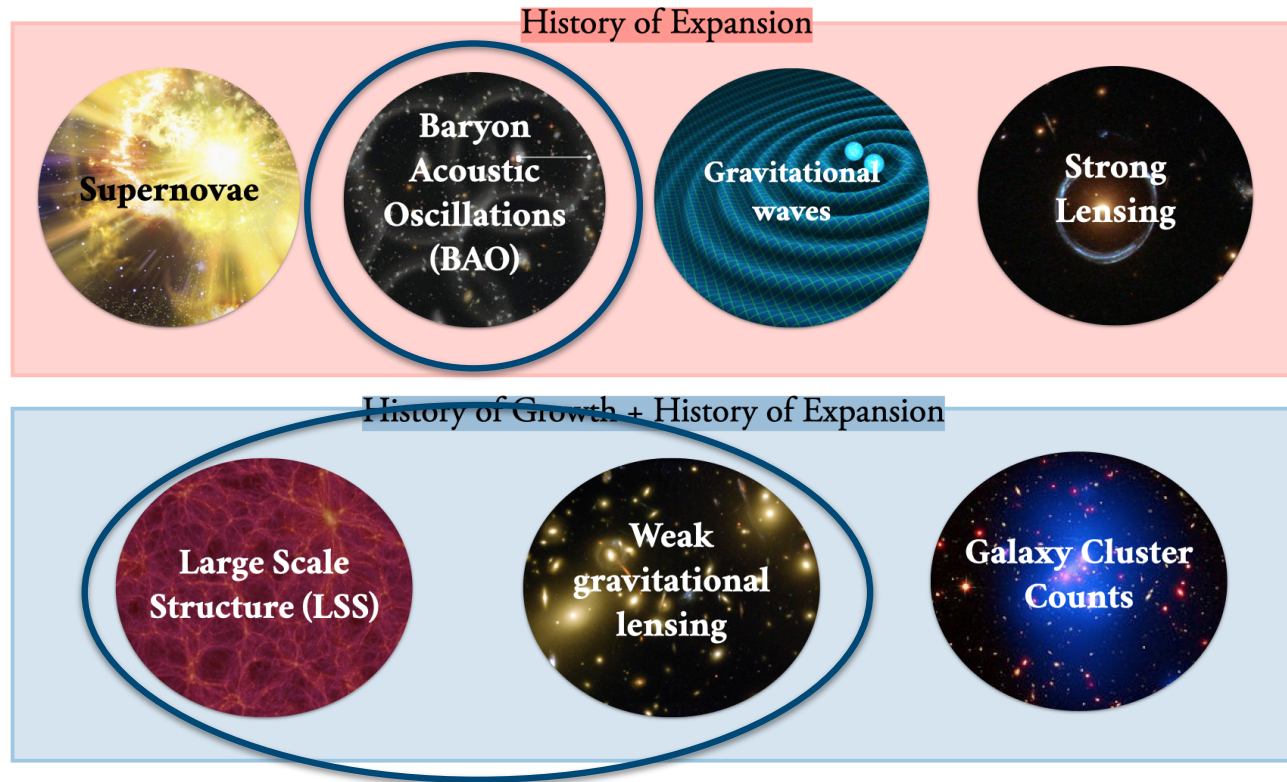 History of Expansion
Supernovae
Baryon
Acoustic
Oscillations
(BAO)
Gravitational
waves
Strong
Lensing
History of Growth + History of Expansion
Large Scale
Structure (LSS)
Weak
gravitational
lensing
Galaxy Cluster
Counts